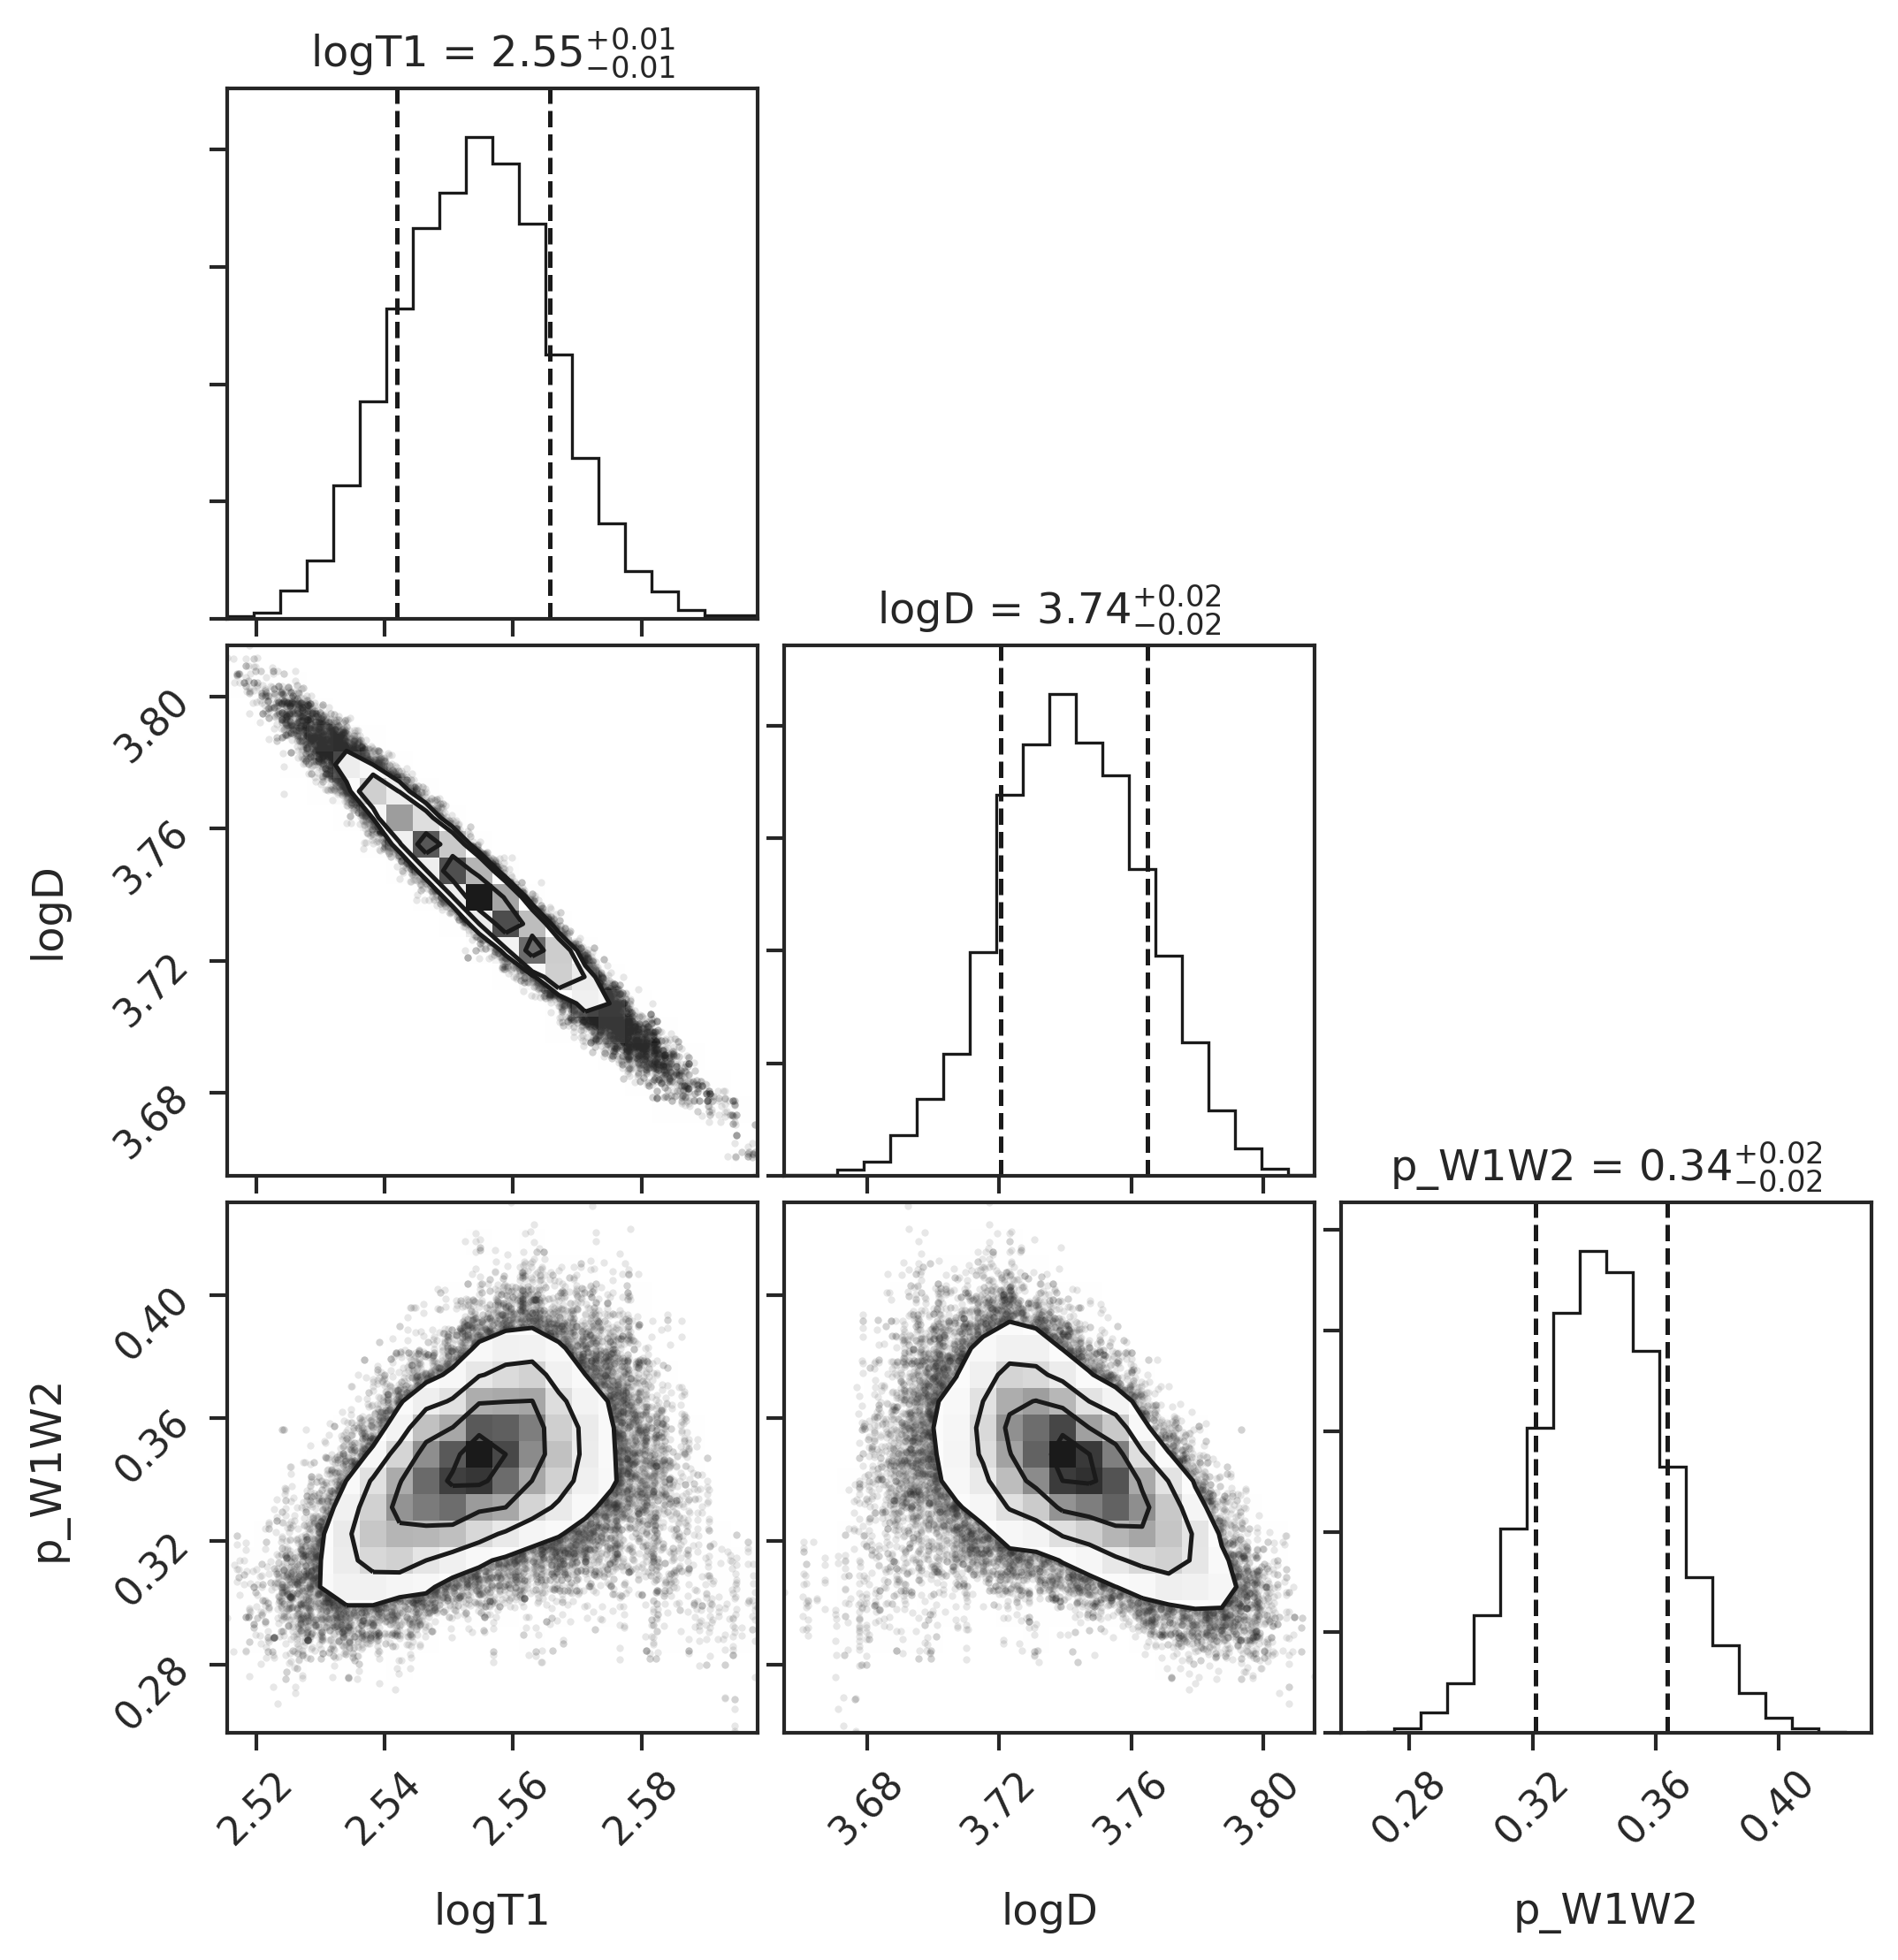 logT1 = 2.55 +0.01 −0.01
logD = 3.74 +0.02 −0.02
3.80
3.76
3.72
3.68
logD
p_W1W2 = 0.34 +0.02 −0.02
0.40
0.36
0.32
0.28
p_W1W2
2.52 2.54 2.56 2.58
3.68 3.72 3.76 3.80
0.28 0.32 0.36 0.40
logT1 logD p_W1W2